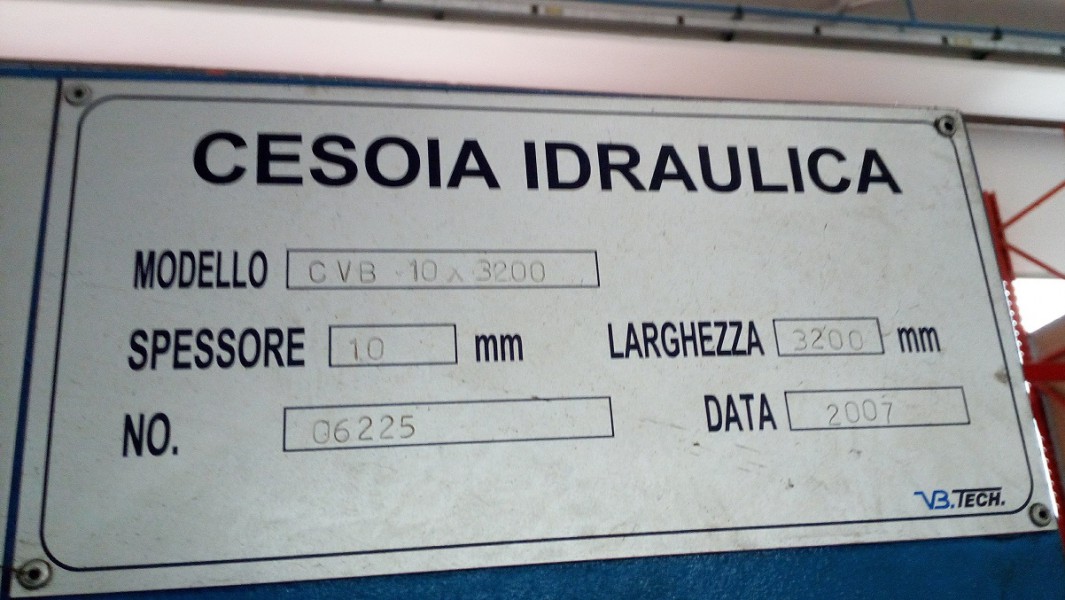 CESOIA IDRAULICA
MODELLO CVB -10 x 3200
SPESSORE 10 mm LARGHEZZA 3200 mm
NO. 06225 DATA 2007
VB.TECH.